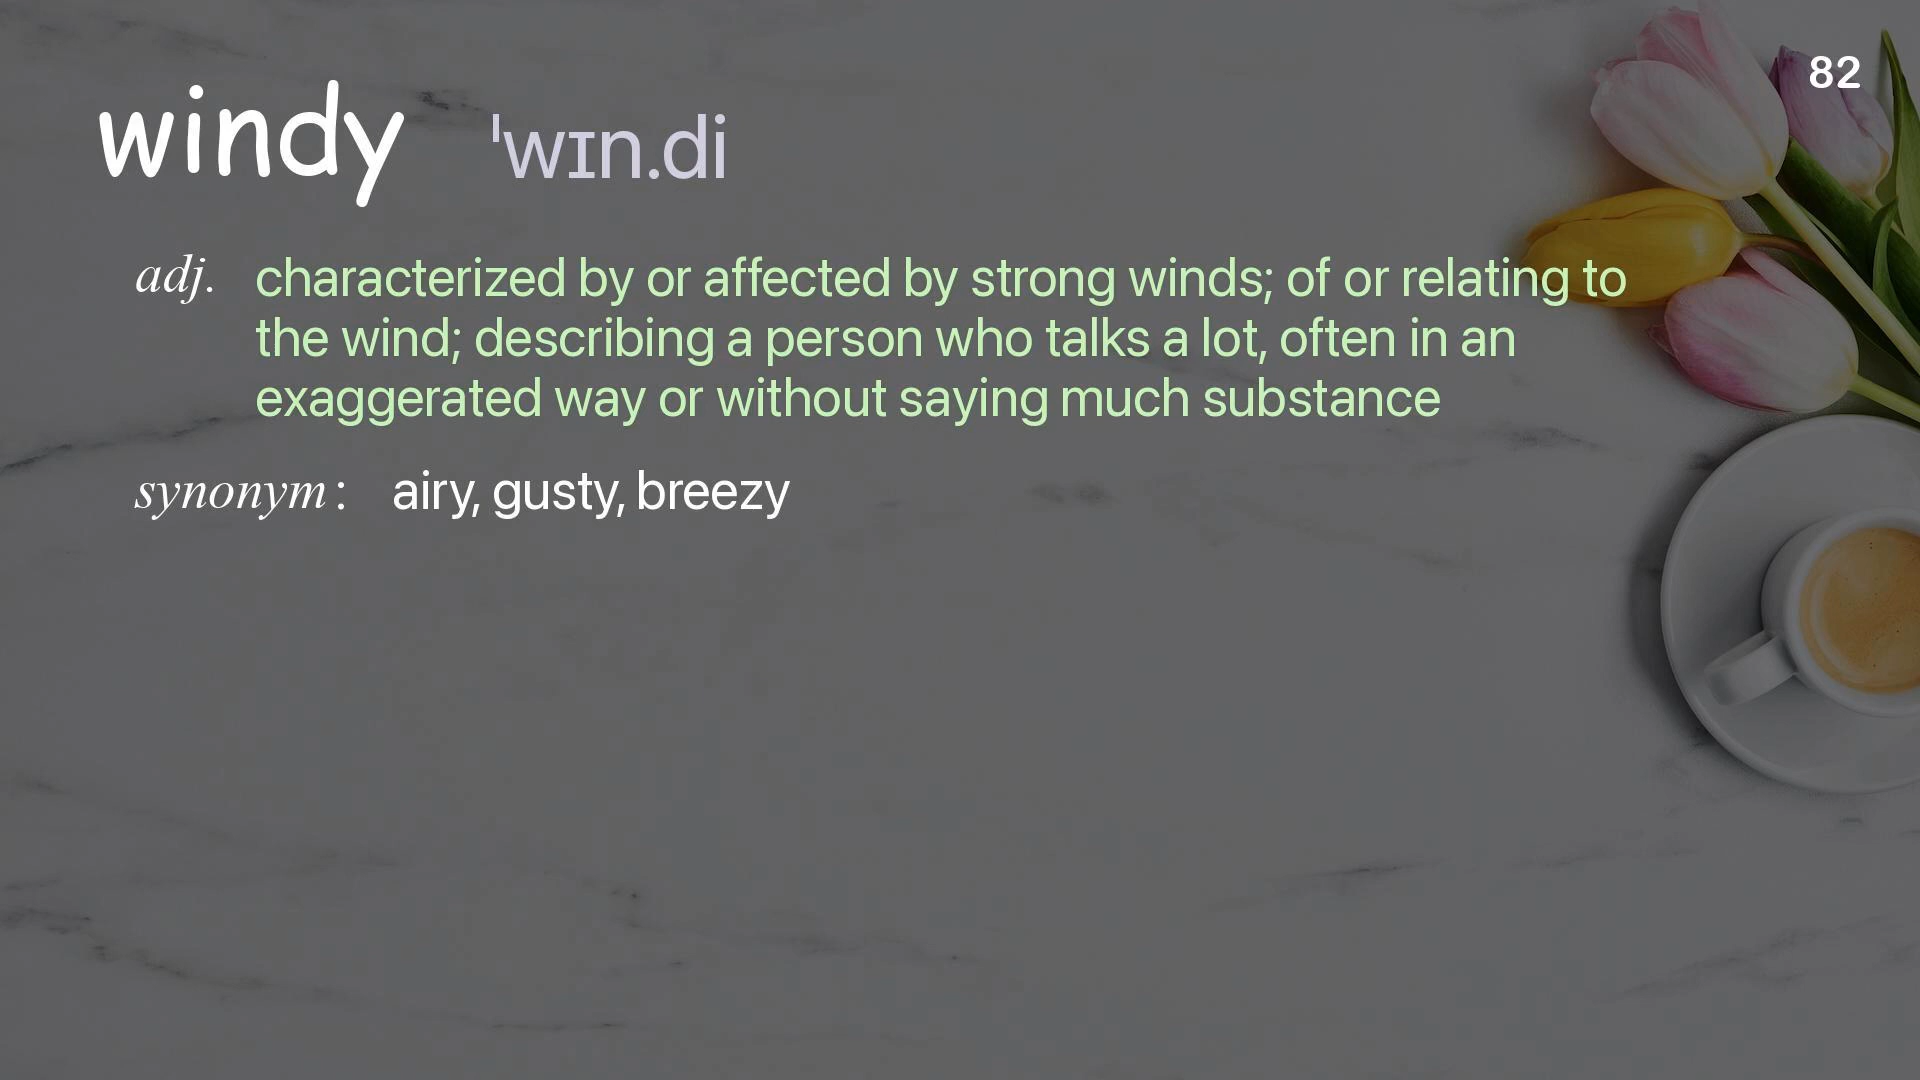 82
windy ˈwɪn.di
adj. characterized by or affected by strong winds; of or relating to
the wind; describing a person who talks a lot, often in an
exaggerated way or without saying much substance
synonym : airy, gusty, breezy